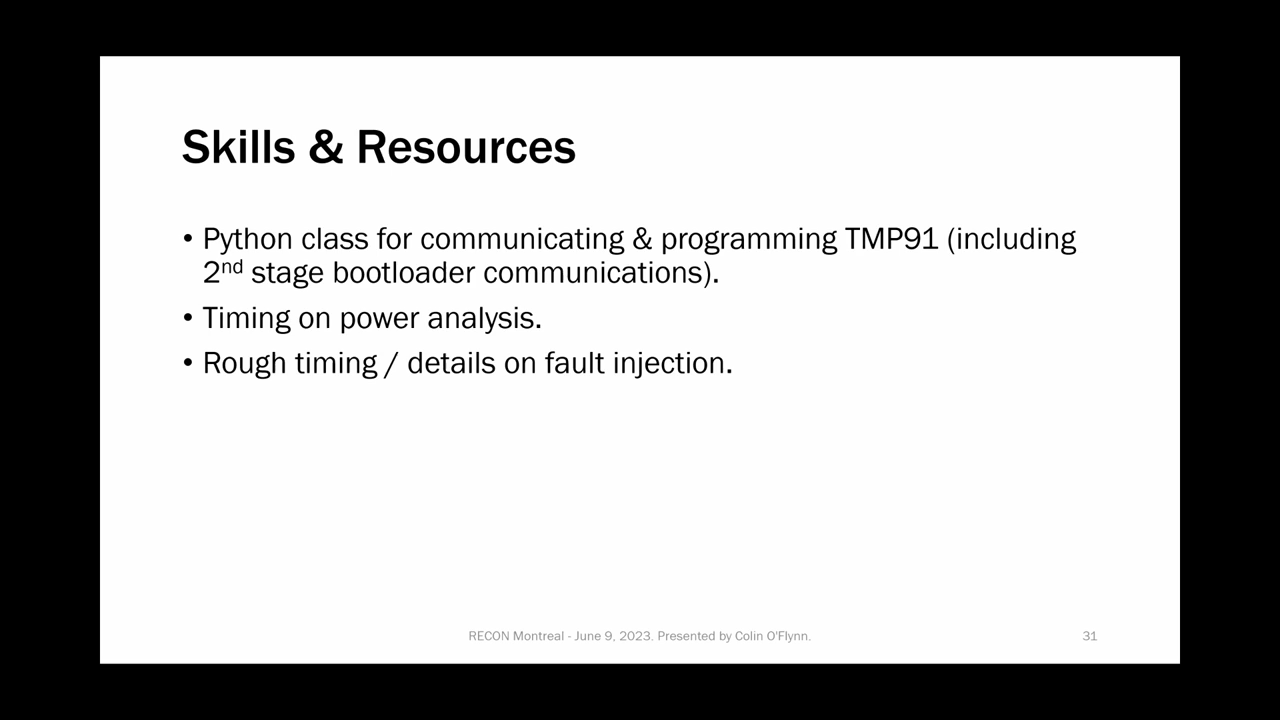 Skills & Resources
• Python class for communicating & programming TMP91 (including
2nd stage bootloader communications).
• Timing on power analysis.
• Rough timing / details on fault injection.
RECON Montreal - June 9, 2023. Presented by Colin O'Flynn.
31